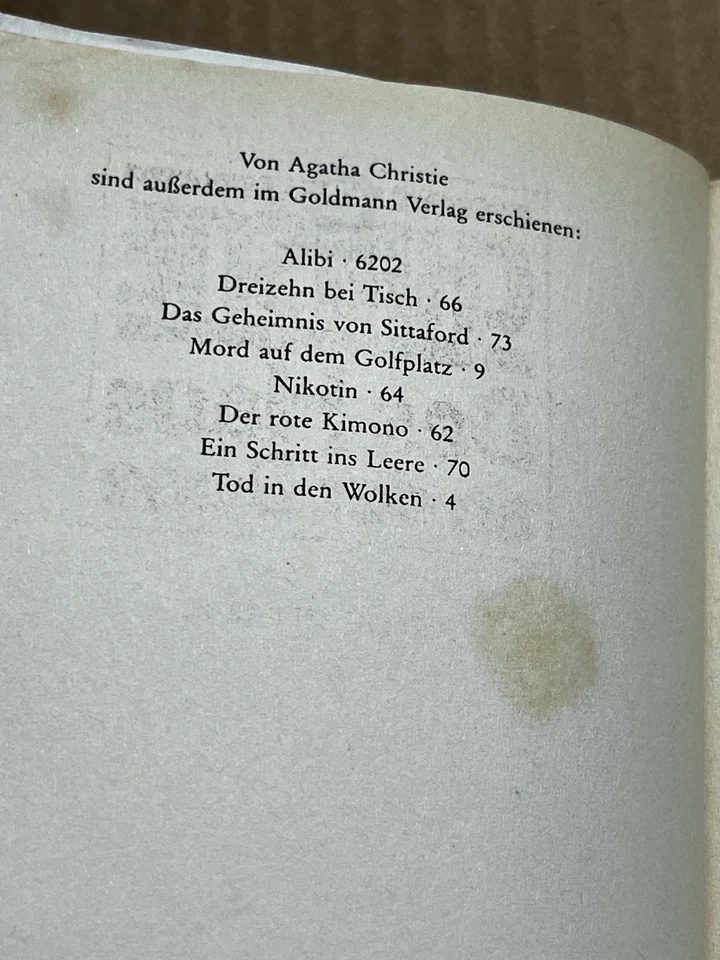 Von Agatha Christie
sind außerdem im Goldmann Verlag erschienen:
Alibi · 6202
Dreizehn bei Tisch · 66
Das Geheimnis von Sittaford · 73
Mord auf dem Golfplatz · 9
Nikotin · 64
Der rote Kimono · 62
Ein Schritt ins Leere · 70
Tod in den Wolken · 4